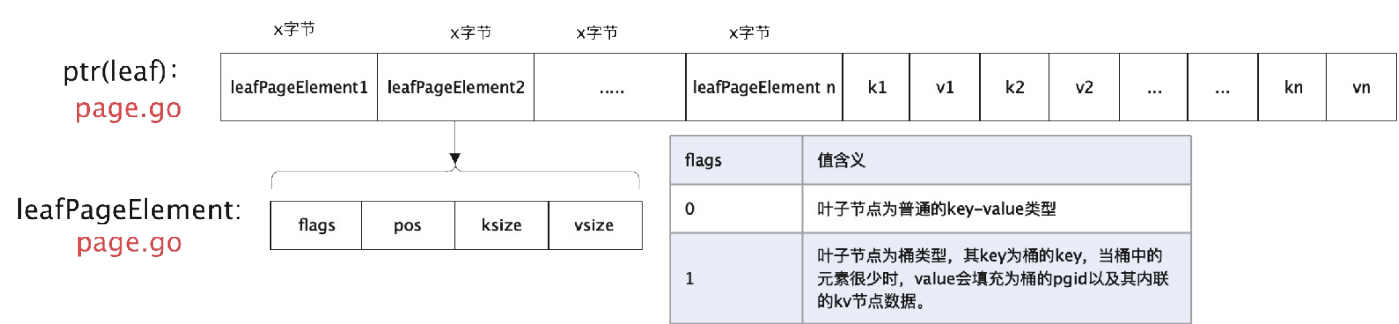 x字节 x字节 x字节 x字节
ptr(leaf): leafPageElement1 leafPageElement2 ..... leafPageElement n k1 v1 k2 v2 ... ... kn vn
page.go
flags 值含义
leafPageElement: flags pos ksize vsize
page.go
0 叶子节点为普通的key-value类型
1 叶子节点为桶类型，其key为桶的key，当桶中的
元素很少时，value会填充为桶的pgid以及其内联
的kv节点数据。